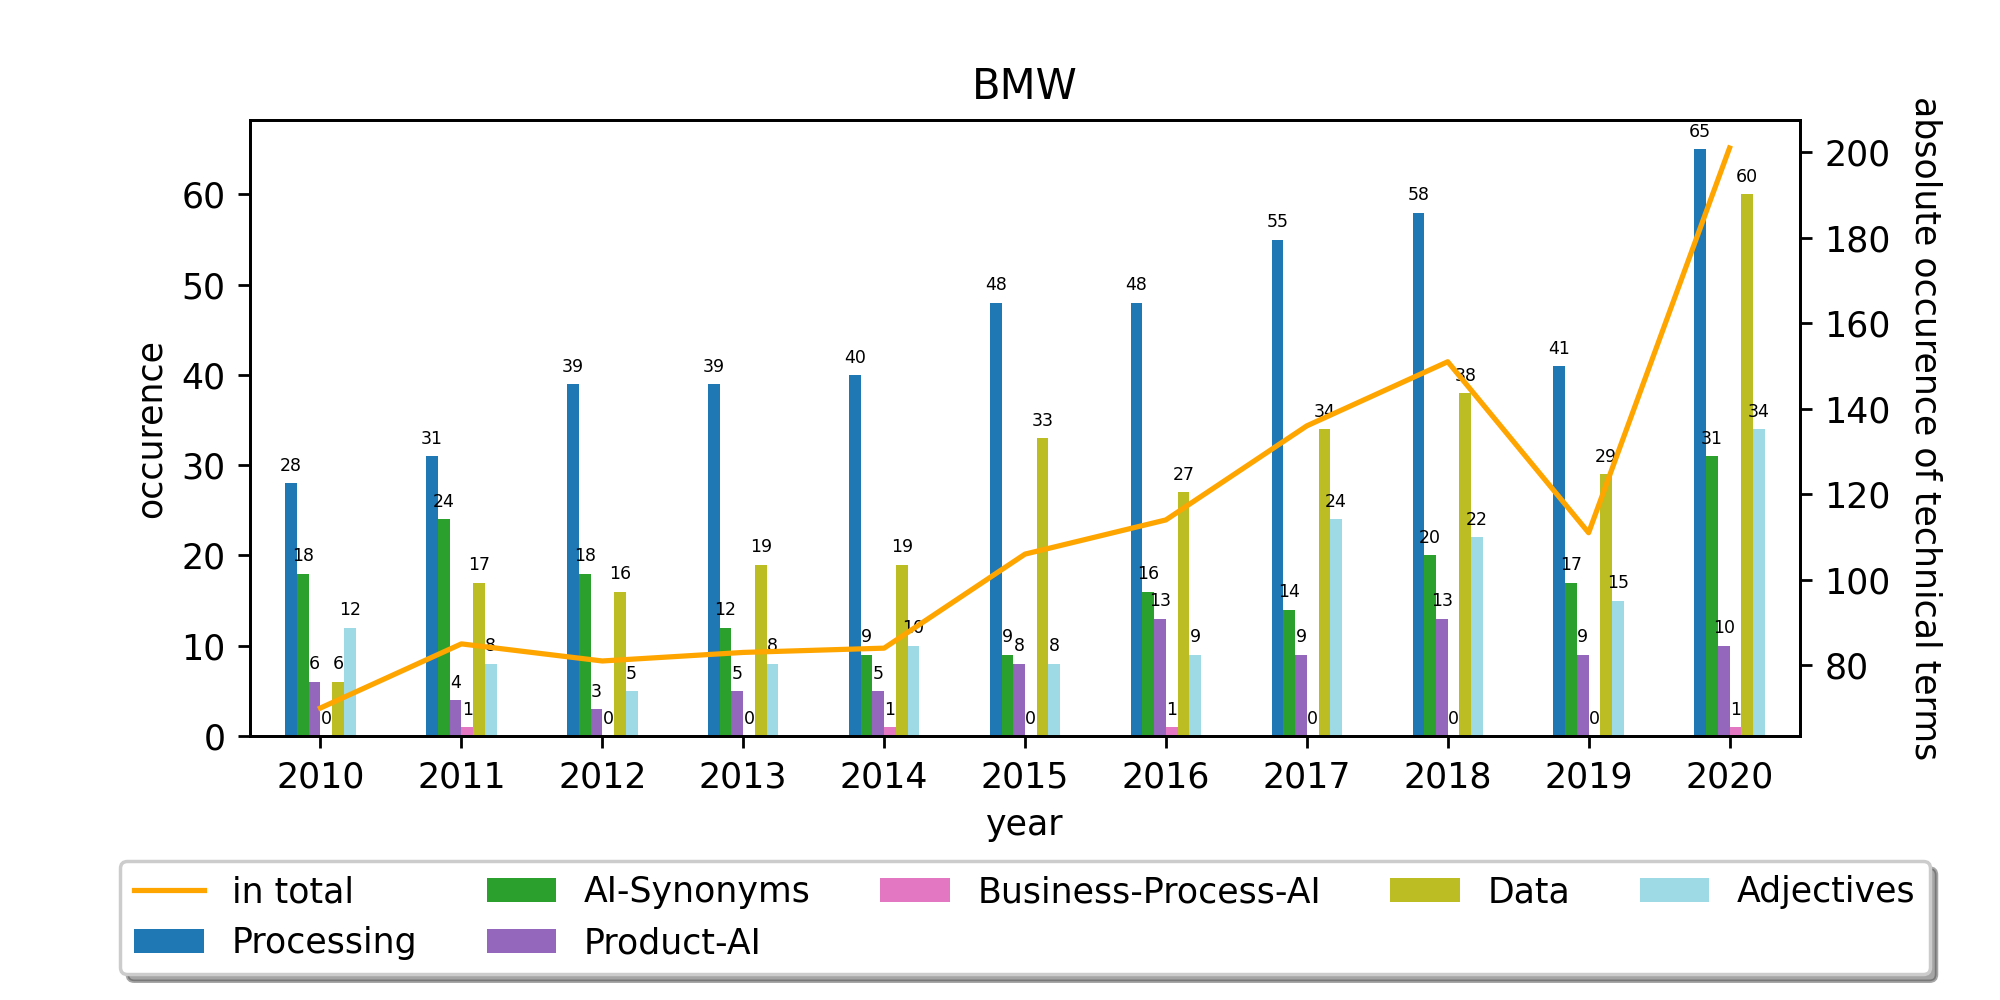 BMW
occurence
absolute occurence of technical terms
60
50
40
30
20
10
0
200
180
160
140
120
100
80
28 18 6 0 6 12
31 24 4 1 17 8
39 18 3 0 16 5
39 12 5 0 19 8
40 9 5 1 19 10
48 9 8 0 33 8
48 16 13 1 27 9
55 14 9 0 34 24
58 20 13 0 38 22
41 17 9 0 29 15
65 31 10 1 60 34
2010 2011 2012 2013 2014 2015 2016 2017 2018 2019 2020
year
in total AI-Synonyms Business-Process-AI Data Adjectives
Processing Product-AI